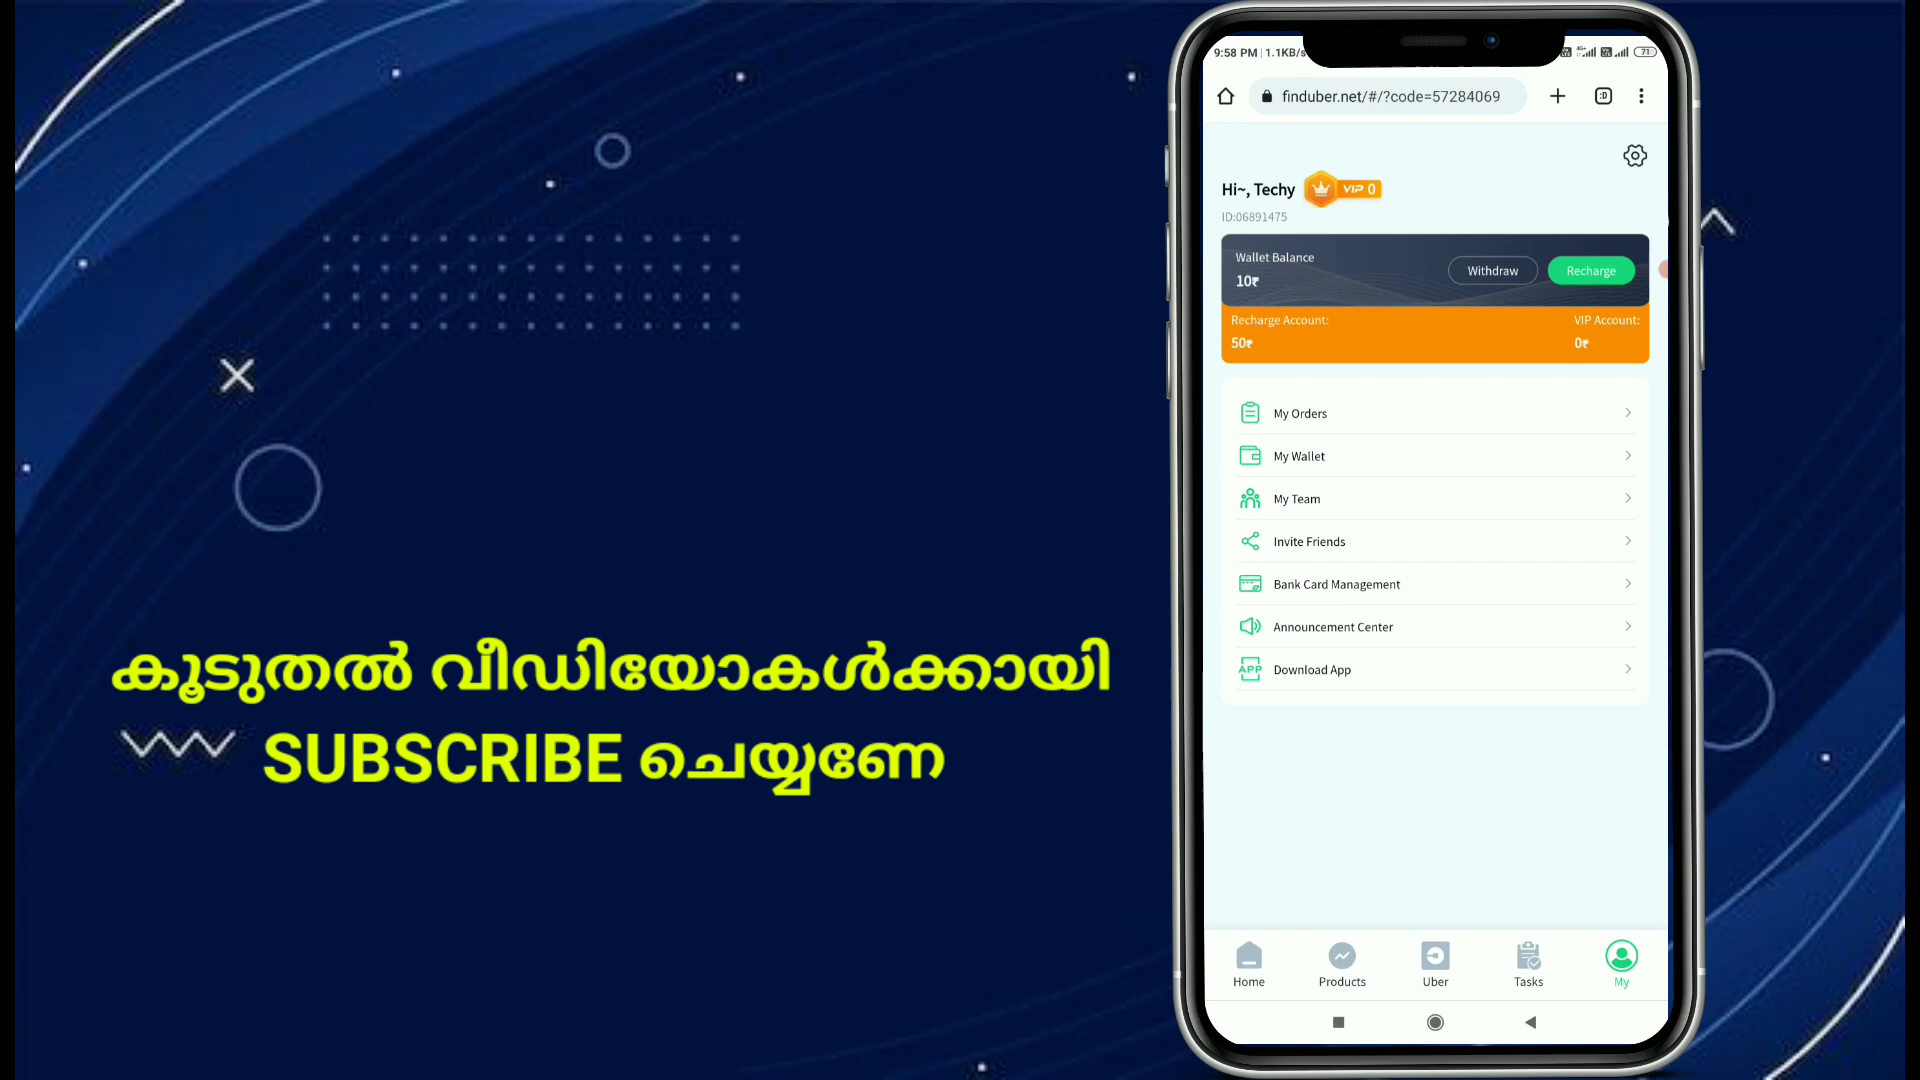 9:58 PM | 1.1KB/s
71
finduber.net/#/?code=57284069
:D
Hi~, Techy
VIP 0
ID:06891475
Wallet Balance
10₹
Withdraw
Recharge
Recharge Account:
VIP Account:
50₹
0₹
My Orders
My Wallet
My Team
Invite Friends
Bank Card Management
Announcement Center
APP Download App
കൂടുതൽ വീഡിയോകൾക്കായി
SUBSCRIBE ചെയ്യണേ
Home
Products
Uber
Tasks
My